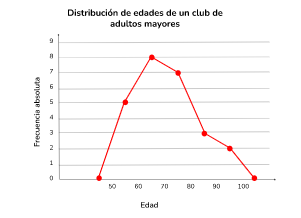 Distribución de edades de un club de
adultos mayores
Frecuencia absoluta
9
8
7
6
5
4
3
2
1
0
50 60 70 80 90 100
Edad